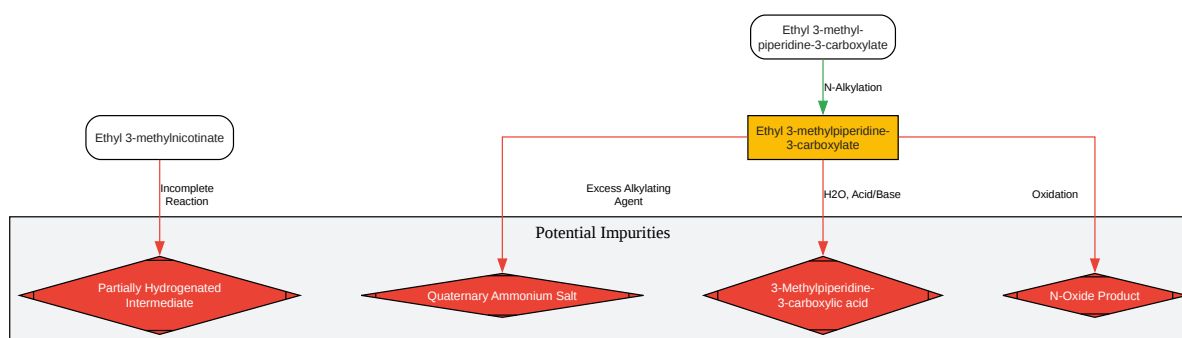 Ethyl 3-methyl-
piperidine-3-carboxylate
N-Alkylation
Ethyl 3-methylnicotinate
Ethyl 3-methylpiperidine-
3-carboxylate
Incomplete
Reaction
Excess Alkylating
Agent
H2O, Acid/Base
Oxidation
Potential Impurities
Partially Hydrogenated
Intermediate
Quaternary Ammonium Salt
3-Methylpiperidine-
3-carboxylic acid
N-Oxide Product